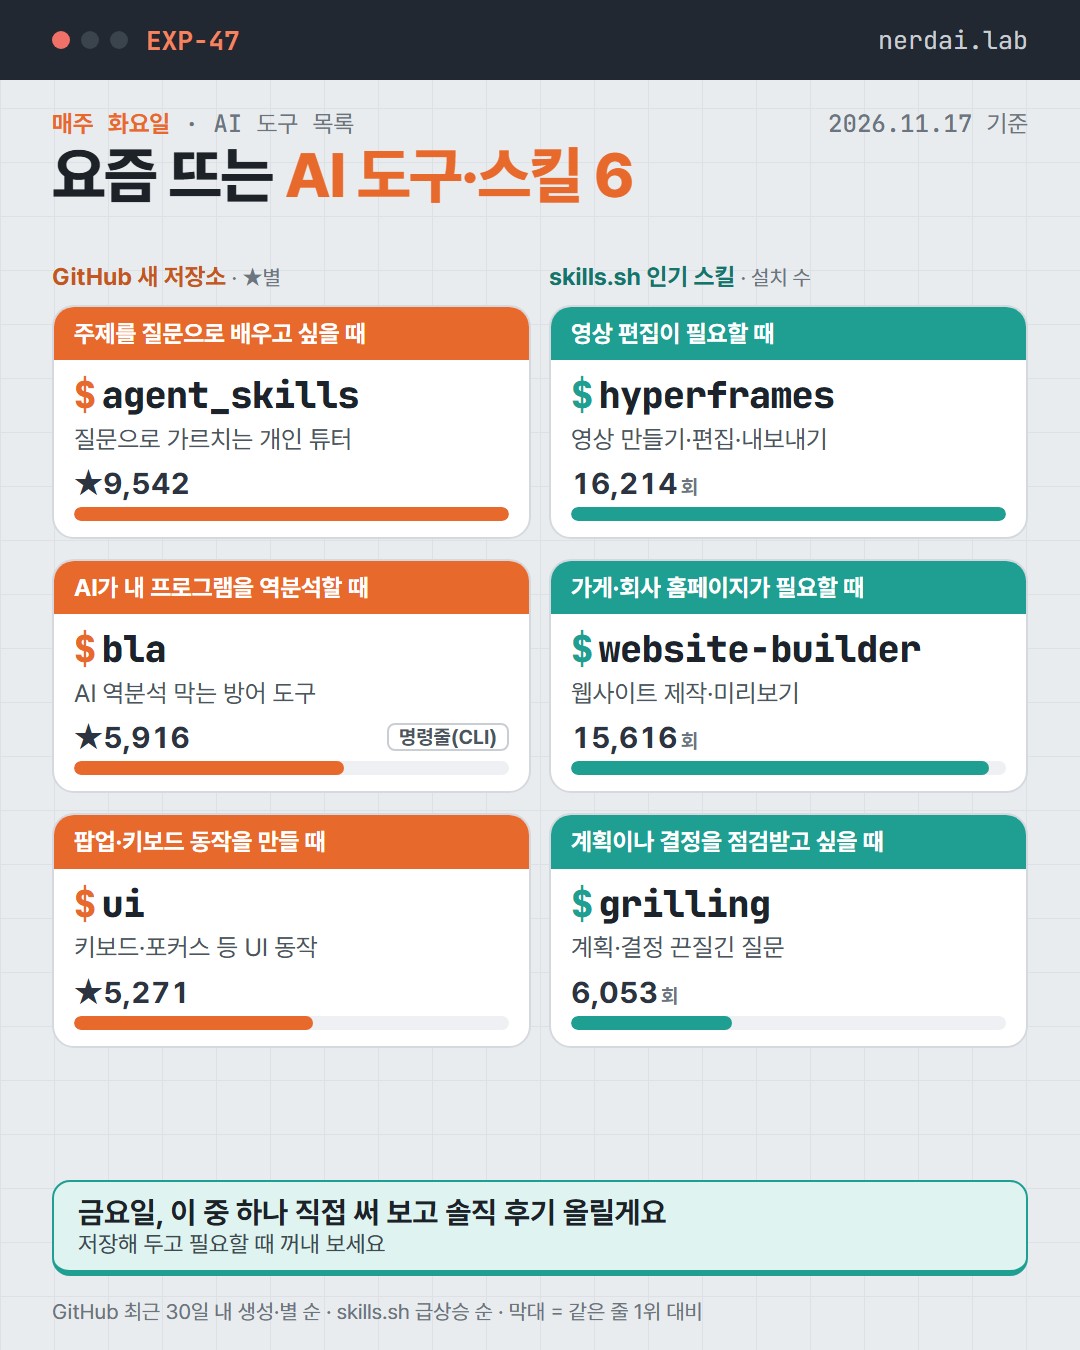 EXP-47
nerdai.lab
매주 화요일 · AI 도구 목록
2026.11.17 기준
요즘 뜨는 AI 도구·스킬 6
GitHub 새 저장소 · ★별
주제를 질문으로 배우고 싶을 때
$ agent_skills
질문으로 가르치는 개인 튜터
★9,542
AI가 내 프로그램을 역분석할 때
$ bla
AI 역분석 막는 방어 도구
★5,916
명령줄(CLI)
팝업·키보드 동작을 만들 때
$ ui
키보드·포커스 등 UI 동작
★5,271
skills.sh 인기 스킬 · 설치 수
영상 편집이 필요할 때
$ hyperframes
영상 만들기·편집·내보내기
16,214회
가게·회사 홈페이지가 필요할 때
$ website-builder
웹사이트 제작·미리보기
15,616회
계획이나 결정을 점검받고 싶을 때
$ grilling
계획·결정 끈질긴 질문
6,053회
금요일, 이 중 하나 직접 써 보고 솔직 후기 올릴게요
저장해 두고 필요할 때 꺼내 보세요
GitHub 최근 30일 내 생성·별 순 · skills.sh 급상승 순 · 막대 = 같은 줄 1위 대비